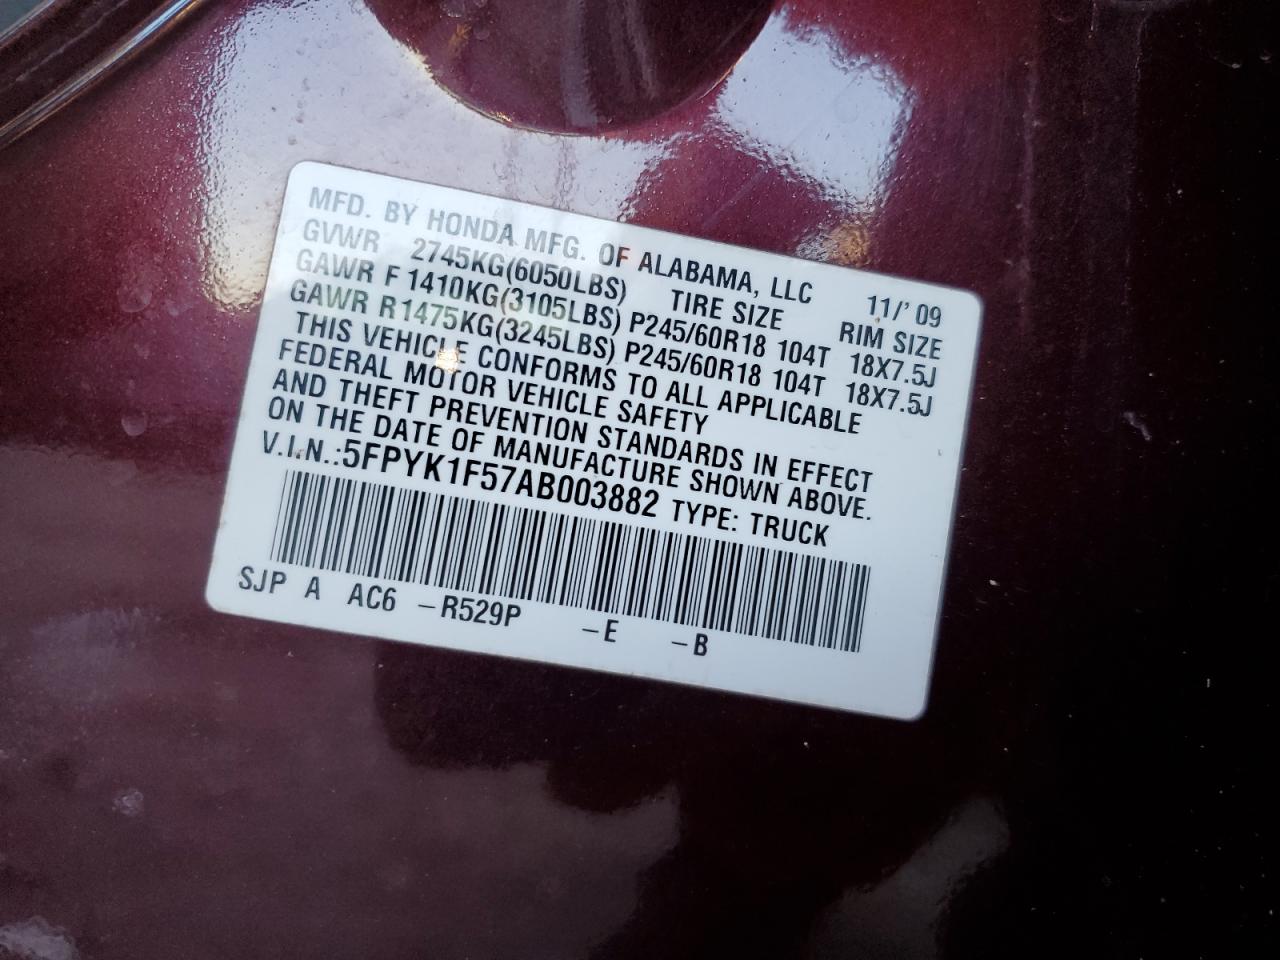 MFD. BY HONDA MFG. OF ALABAMA, LLC 11/'09
GVWR 2745KG(6050LBS) TIRE SIZE RIM SIZE
GAWR F 1410KG(3105LBS) P245/60R18 104T 18X7.5J
GAWR R1475KG(3245LBS) P245/60R18 104T 18X7.5J
THIS VEHICLE CONFORMS TO ALL APPLICABLE
FEDERAL MOTOR VEHICLE SAFETY
AND THEFT PREVENTION STANDARDS IN EFFECT
ON THE DATE OF MANUFACTURE SHOWN ABOVE.
V.I.N.:5FPYK1F57AB003882 TYPE: TRUCK
SJP A AC6 -R529P -E -B